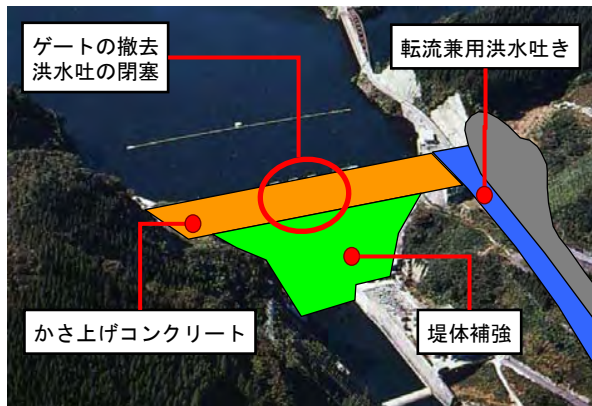 ゲートの撤去
洪水吐の閉塞
転流兼用洪水吐き
かさ上げコンクリート
堤体補強